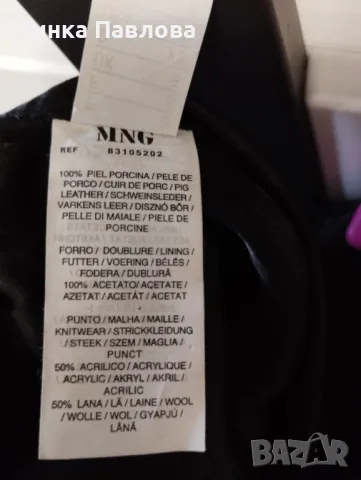 инка Павлова
DK
MNG
REF 83105202
100% PIEL PORCINA / PELE DE
PORCO / CUIR DE PORC / PIG
LEATHER / SCHWEINSLEDER /
VARKENS LEER / DISZNÓ BŐR /
PELLE DI MAIALE / PIELE DE
PORCINE
FORRO / DOUBLURE / LINING /
FUTTER / VOERING / BÉLÉS /
FODERA / DUBLURĂ
100% ACETATO / ACETATE /
AZETAT / ACETÁT / ACETAT
PUNTO / MALHA / MAILLE /
KNITWEAR / STRICKKLEIDUNG
/ STEEK / SZEM / MAGLIA /
PUNCT
50% ACRILICO / ACRYLIQUE /
ACRYLIC / AKRYL / AKRIL /
ACRILIC
50% LANA / LÃ / LAINE / WOOL
/ WOLLE / WOL / GYAPJÚ /
LÂNĂ
BAZAR